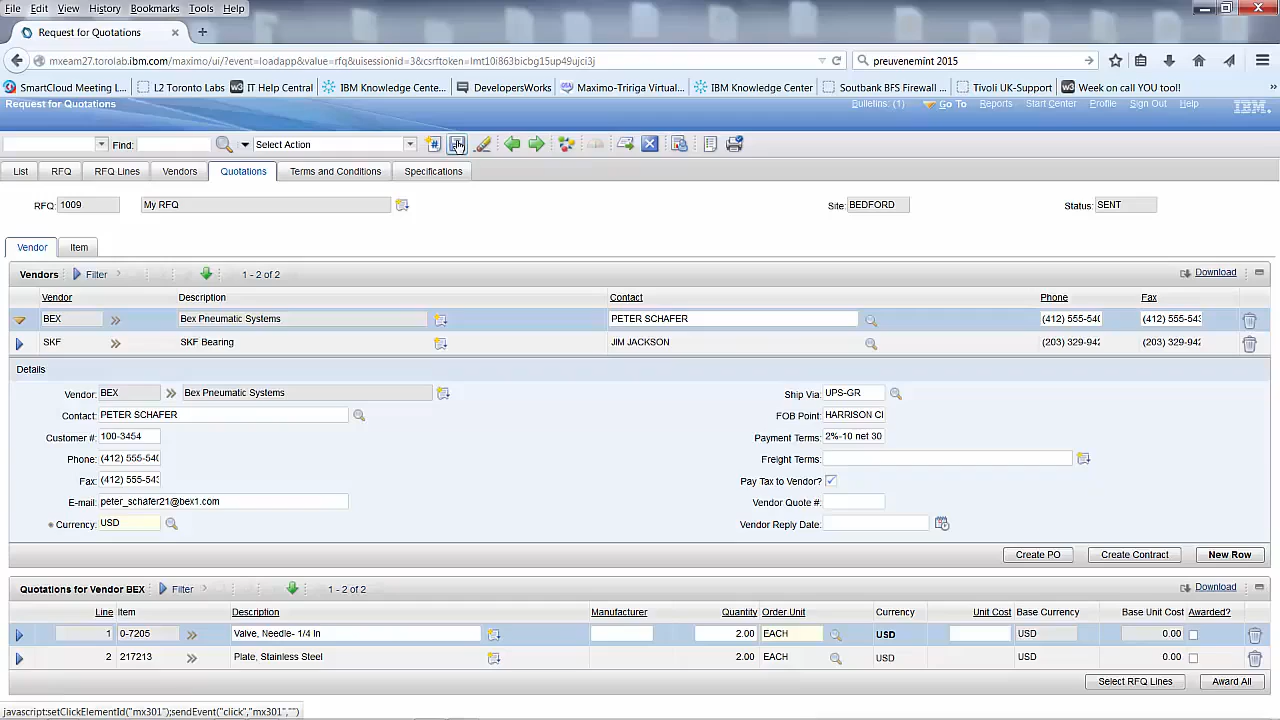 File Edit View History Bookmarks Tools Help
Request for Quotations
mxeam27.torolab.ibm.com/maximo/ui/?event=loadapp&value=rfq&uisessionid=3&csrftoken=lmt10i863bicbg15up49ujci3j
preuvenemint 2015
SmartCloud Meeting L... L2 Toronto Labs IT Help Central IBM Knowledge Cente... DevelopersWorks Maximo-Tririga Virtual... IBM Knowledge Center Soutbank BFS Firewall ... Tivoli UK-Support Week on call YOU tool!
Request for Quotations Bulletins: (1) Go To Reports Start Center Profile Sign Out Help IBM.
Find: Select Action
List RFQ RFQ Lines Vendors Quotations Terms and Conditions Specifications
RFQ: 1009 My RFQ Site: BEDFORD Status: SENT
Vendor Item
Vendors Filter 1 - 2 of 2 Download
Vendor Description Contact Phone Fax
BEX Bex Pneumatic Systems PETER SCHAFER (412) 555-540 (412) 555-543
SKF SKF Bearing JIM JACKSON (203) 329-942 (203) 329-942
Details
Vendor: BEX Bex Pneumatic Systems Ship Via: UPS-GR
Contact: PETER SCHAFER FOB Point: HARRISON CI
Customer #: 100-3454 Payment Terms: 2%-10 net 30
Phone: (412) 555-540 Freight Terms:
Fax: (412) 555-543 Pay Tax to Vendor?
E-mail: peter_schafer21@bex1.com Vendor Quote #:
Currency: USD Vendor Reply Date:
Create PO Create Contract New Row
Quotations for Vendor BEX Filter 1 - 2 of 2 Download
Line Item Description Manufacturer Quantity Order Unit Currency Unit Cost Base Currency Base Unit Cost Awarded?
1 0-7205 Valve, Needle- 1/4 In 2.00 EACH USD USD 0.00
2 217213 Plate, Stainless Steel 2.00 EACH USD USD 0.00
Select RFQ Lines Award All
javascript:setClickElementId("mx301");sendEvent("click","mx301","")